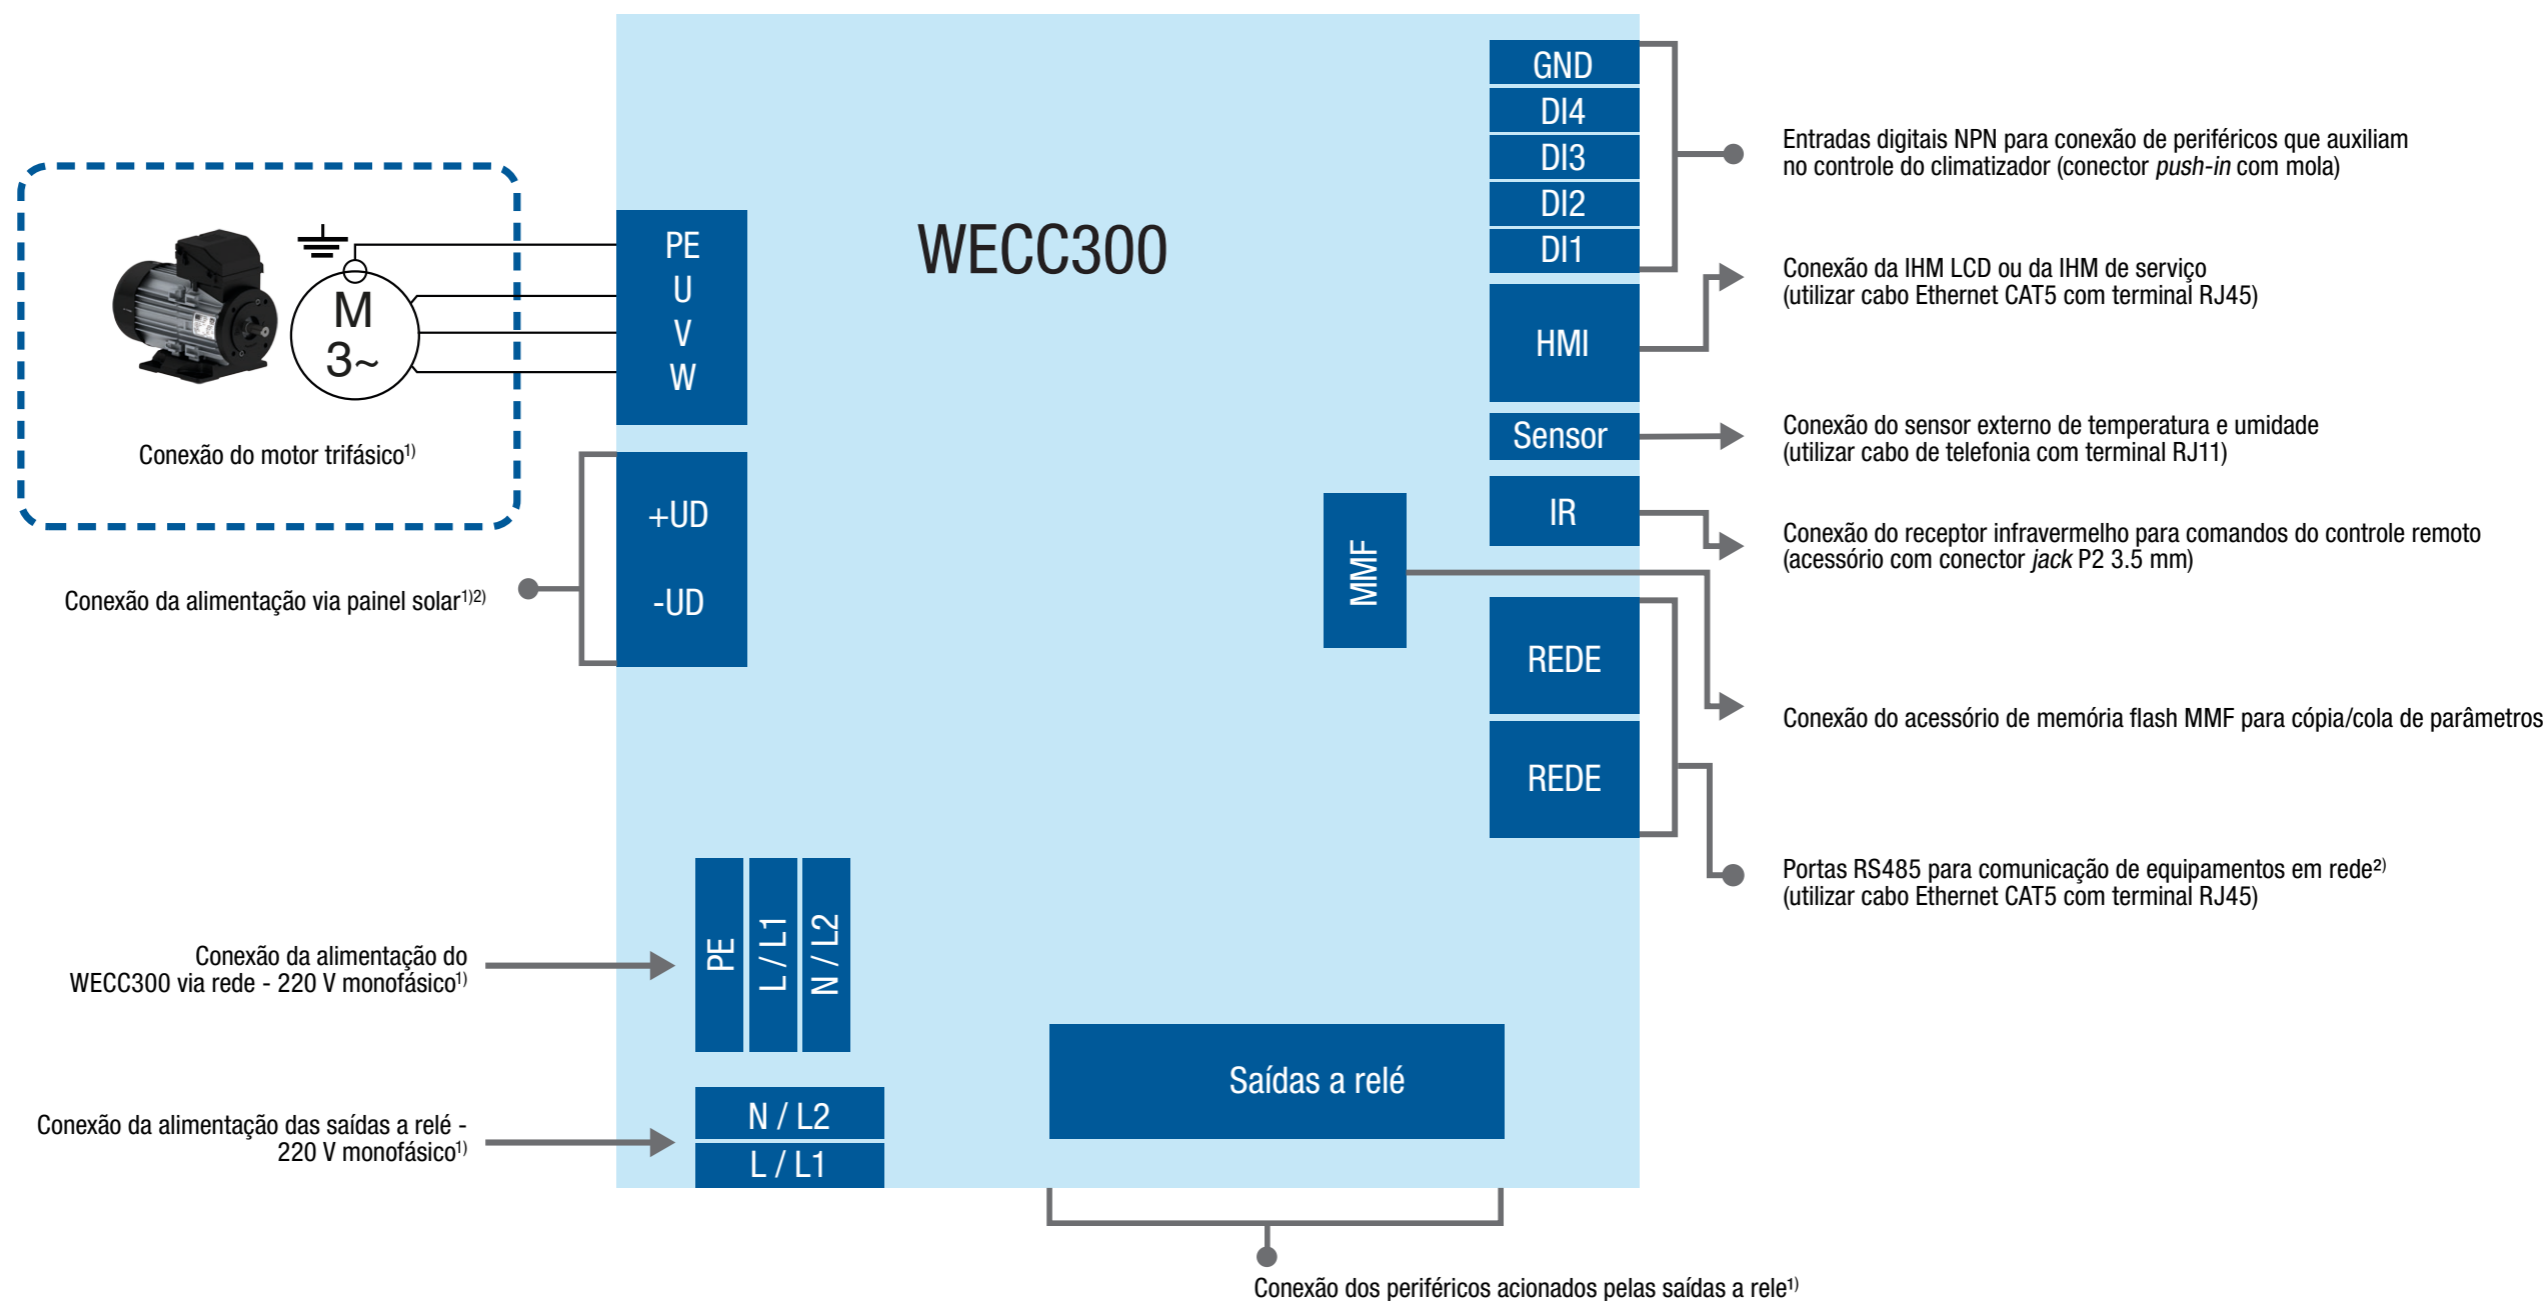 WECC300
M
3~
Conexão do motor trifásico¹⁾
PE
U
V
W
+UD
-UD
Conexão da alimentação via painel solar¹⁾²⁾
PE
L / L1
N / L2
Conexão da alimentação do
WECC300 via rede - 220 V monofásico¹⁾
N / L2
L / L1
Conexão da alimentação das saídas a relé -
220 V monofásico¹⁾
GND
DI4
DI3
DI2
DI1
Entradas digitais NPN para conexão de periféricos que auxiliam
no controle do climatizador (conector push-in com mola)
HMI
Conexão da IHM LCD ou da IHM de serviço
(utilizar cabo Ethernet CAT5 com terminal RJ45)
Sensor
Conexão do sensor externo de temperatura e umidade
(utilizar cabo de telefonia com terminal RJ11)
IR
Conexão do receptor infravermelho para comandos do controle remoto
(acessório com conector jack P2 3.5 mm)
MMF
Conexão do acessório de memória flash MMF para cópia/cola de parâmetros
REDE
REDE
Portas RS485 para comunicação de equipamentos em rede²⁾
(utilizar cabo Ethernet CAT5 com terminal RJ45)
Saídas a relé
Conexão dos periféricos acionados pelas saídas a rele¹⁾